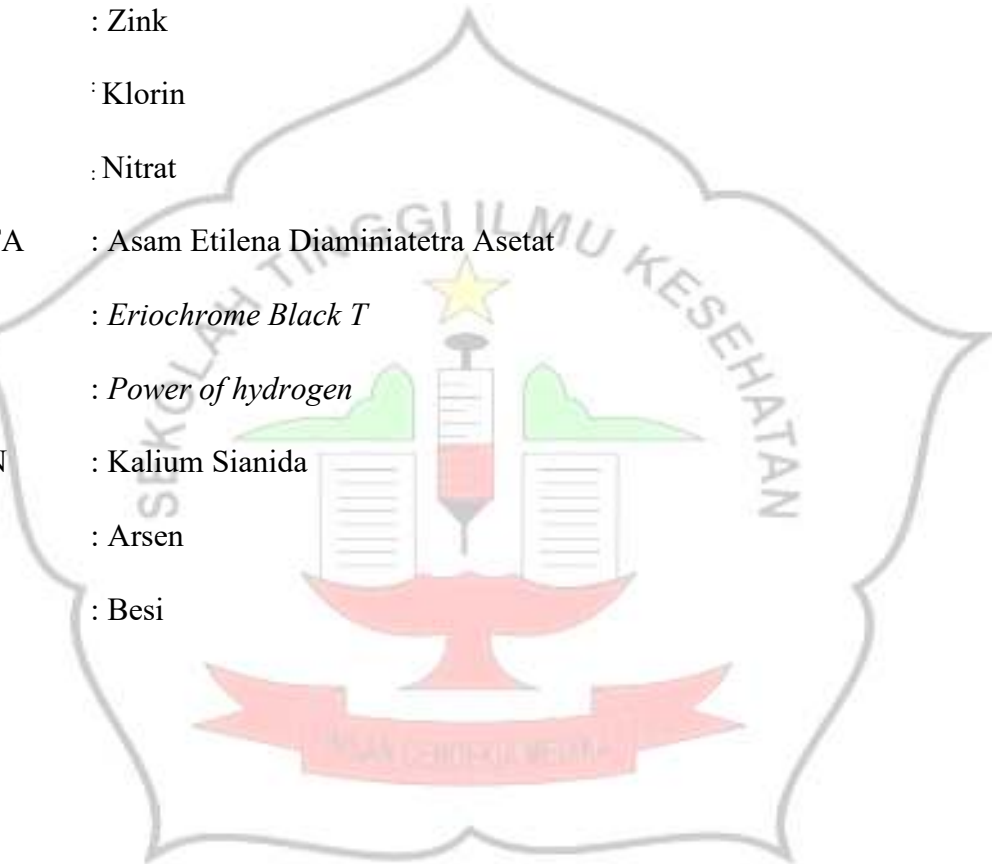 : Zink
: Klorin
: Nitrat
TA : Asam Etilena Diaminiatetra Asetat
: Eriochrome Black T
: Power of hydrogen
N : Kalium Sianida
: Arsen
: Besi
SEKOLAH TINGGI ILMU KESEHATAN